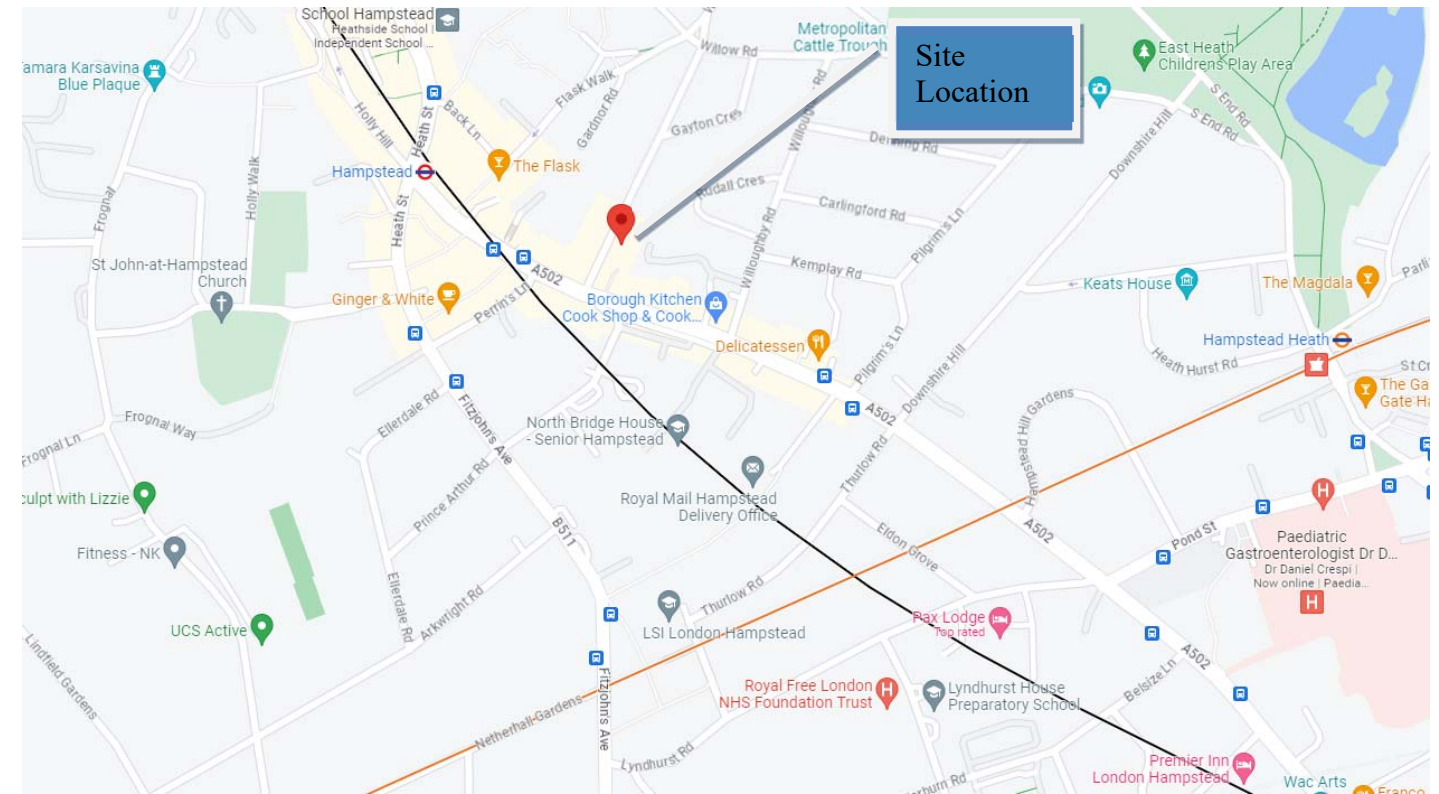 School Hampstead
Heathside School |
Independent School ...
Metropolitan
Cattle Trough
Site
Location
Willow Rd
East Heath
Childrens Play Area
Tamara Karsavina
Blue Plaque
Flask Walk
S End Rd
S End Rd
Holly Hill
Heath St
Back Ln
Gardnor Rd
Gayton Cres
Rd
Denning Rd
Downshire Hill
Hampstead
The Flask
Rudall Cres
Holly Walk
Frognal
Heath St
Carlingford Rd
Pilgrim's Ln
Willoughby Rd
St John-at-Hampstead
Church
A502
Kemplay Rd
Keats House
The Magdala
Ginger & White
Perrin's Ln
Borough Kitchen
Cook Shop & Cook...
Delicatessen
Pilgrim's Ln
Downshire Hill
Hampstead Heath
Heath Hurst Rd
Ellerdale Rd
Fitzjohn's Ave
A502
Hampstead Hill Gardens
Frognal Way
Frognal Ln
North Bridge House
- Senior Hampstead
Thurlow Rd
Prince Arthur Rd
Royal Mail Hampstead
Delivery Office
culpt with Lizzie
Fitness - NK
B511
Eldon Grove
A502
Pond St
Paediatric
Gastroenterologist Dr D...
Dr Daniel Crespi |
Now online | Paedia...
Ellerdale Rd
Arkwright Rd
Thurlow Rd
UCS Active
LSI London Hampstead
Pax Lodge
Top rated
A502
Lindfield Gardens
Fitzjohn's Ave
Royal Free London
NHS Foundation Trust
Lyndhurst House
Preparatory School
Belsize Ln
Netherhall Gardens
Lyndhurst Rd
Premier Inn
London Hampstead
Wac Arts
Franco